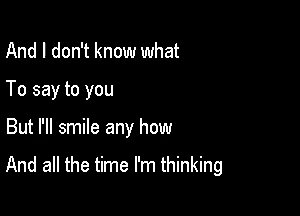 And I don't know what
To say to you
But I'll smile any how
And all the time I'm thinking